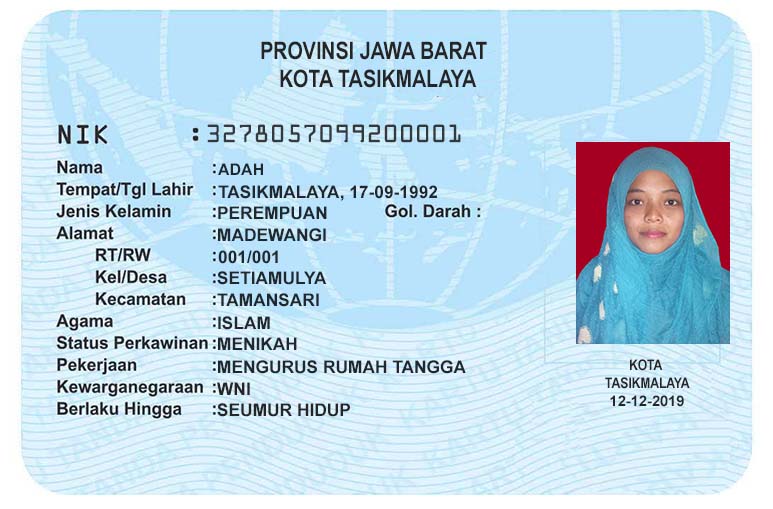 PROVINSI JAWA BARAT
KOTA TASIKMALAYA
NIK : 3278057099200001
Nama : ADAH
Tempat/Tgl Lahir : TASIKMALAYA, 17-09-1992
Jenis Kelamin : PEREMPUAN Gol. Darah :
Alamat : MADEWANGI
RT/RW : 001/001
Kel/Desa : SETIAMULYA
Kecamatan : TAMANSARI
Agama : ISLAM
Status Perkawinan : MENIKAH
Pekerjaan : MENGURUS RUMAH TANGGA
Kewarganegaraan : WNI
Berlaku Hingga : SEUMUR HIDUP
KOTA
TASIKMALAYA
12-12-2019